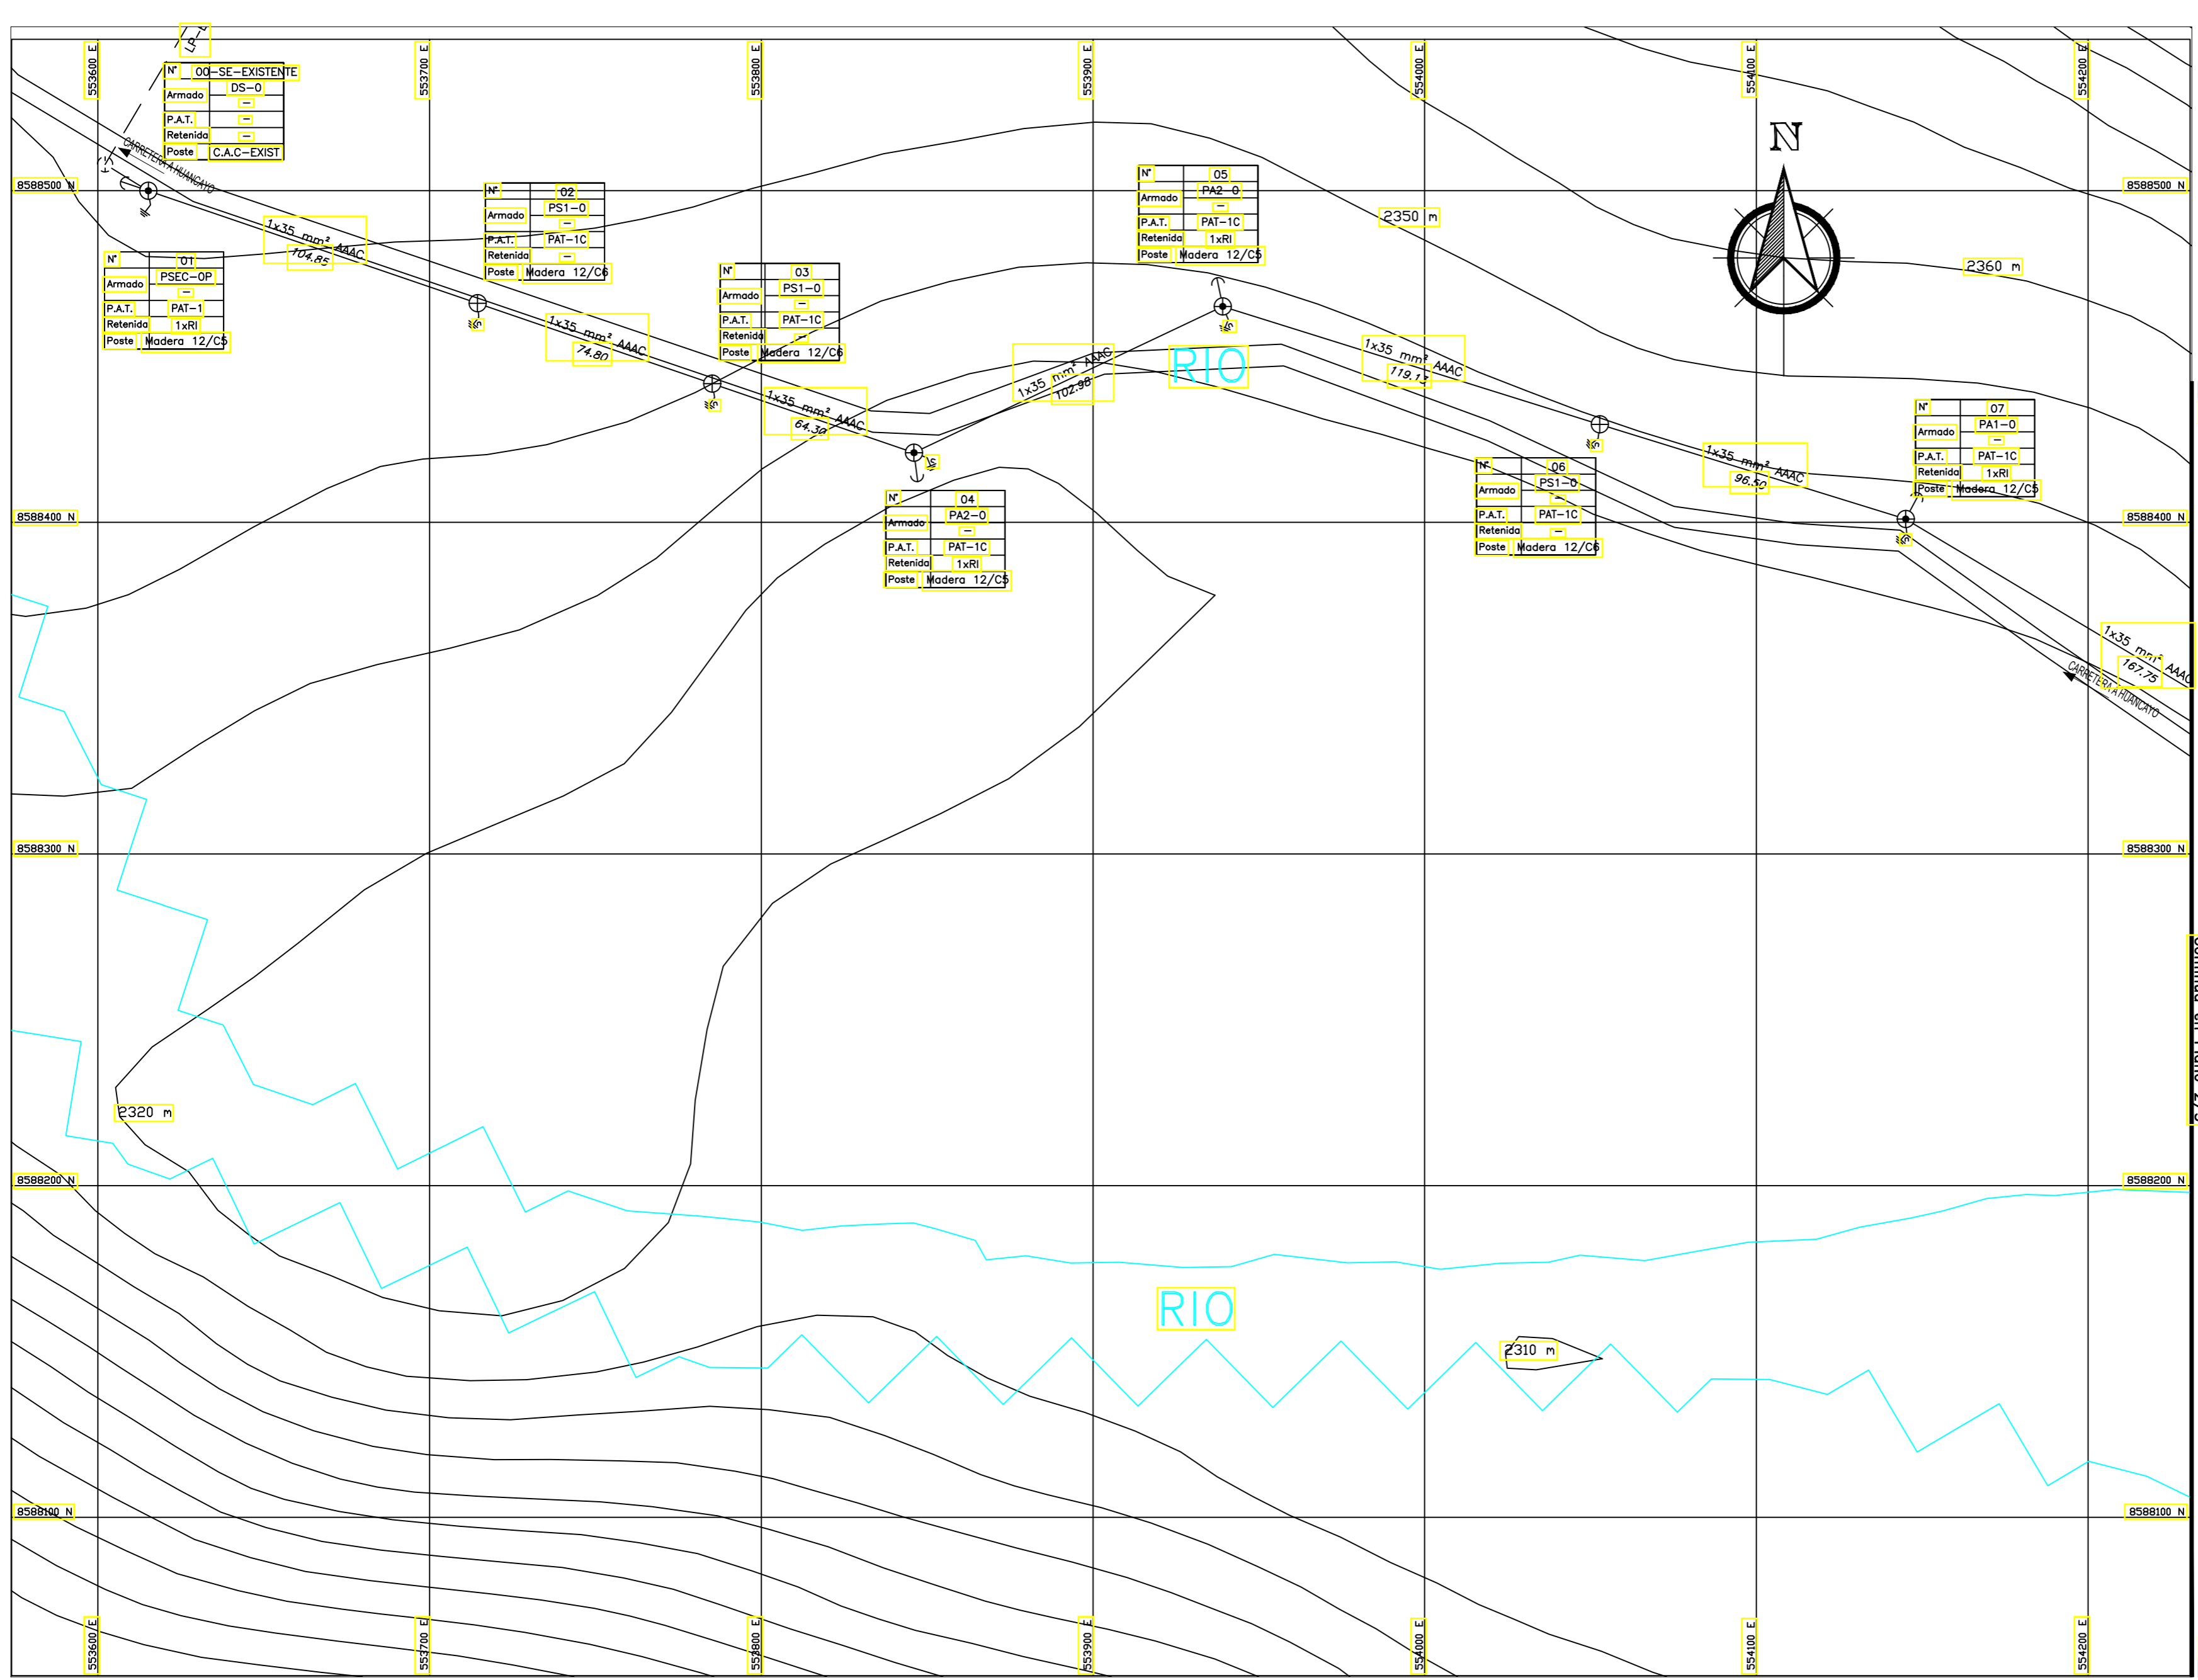 553600 E
553700 E
553800 E
553900 E
554000 E
554100 E
554200 E
N° 00-SE-EXISTENTE
Armado DS-0
-
P.A.T. -
Retenida -
Poste C.A.C-EXIST
CARRETERA A HUANCAYO
8588500 N
8588500 N
N
N° 01
Armado PSEC-0P
-
P.A.T. PAT-1
Retenida 1xRI
Poste Madera 12/C5
1x35 mm² AAAC
104.85
N° 02
Armado PS1-0
-
P.A.T. PAT-1C
Retenida -
Poste Madera 12/C6
1x35 mm² AAAC
74.80
N° 03
Armado PS1-0
-
P.A.T. PAT-1C
Retenida -
Poste Madera 12/C6
1x35 mm² AAAC
64.30
N° 04
Armado PA2-0
-
P.A.T. PAT-1C
Retenida 1xRI
Poste Madera 12/C5
1x35 mm² AAAC
102.98
N° 05
Armado PA2-0
-
P.A.T. PAT-1C
Retenida 1xRI
Poste Madera 12/C5
RIO
2350 m
2360 m
1x35 mm² AAAC
119.13
N° 06
Armado PS1-0
-
P.A.T. PAT-1C
Retenida -
Poste Madera 12/C6
1x35 mm² AAAC
96.50
N° 07
Armado PA1-0
-
P.A.T. PAT-1C
Retenida 1xRI
Poste Madera 12/C5
8588400 N
8588400 N
1x35 mm² AAAC
167.75
CARRETERA A HUANCAYO
8588300 N
8588300 N
2320 m
8588200 N
8588200 N
RIO
2310 m
8588100 N
8588100 N
553600 E
553700 E
553800 E
553900 E
554000 E
554100 E
554200 E